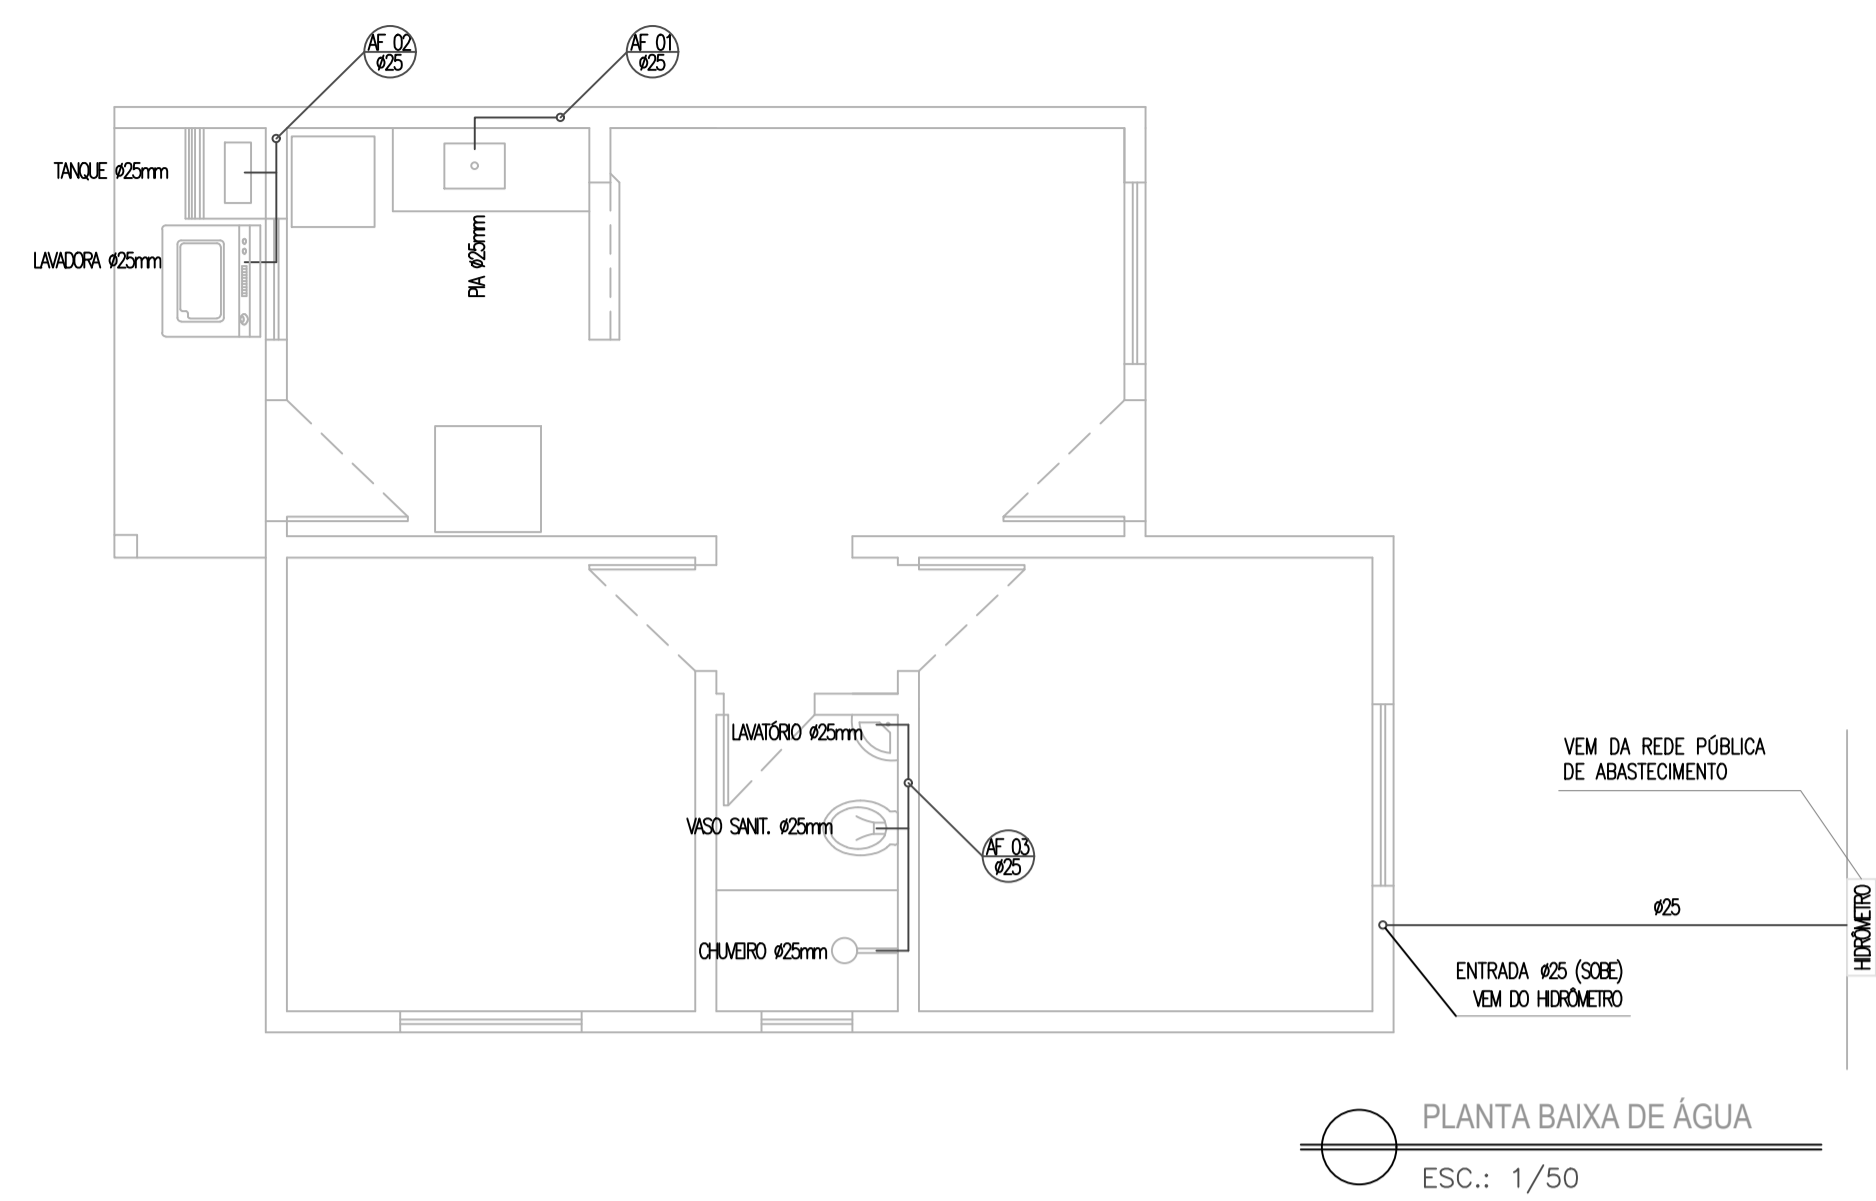 AF 02
ø25
AF 01
ø25
TANQUE ø25mm
LAVADORA ø25mm
PIA ø25mm
LAVATÓRIO ø25mm
VASO SANIT. ø25mm
CHUVEIRO ø25mm
AF 03
ø25
VEM DA REDE PÚBLICA
DE ABASTECIMENTO
ø25
HIDRÔMETRO
ENTRADA ø25 (SOBE)
VEM DO HIDRÔMETRO
PLANTA BAIXA DE ÁGUA
ESC.: 1/50